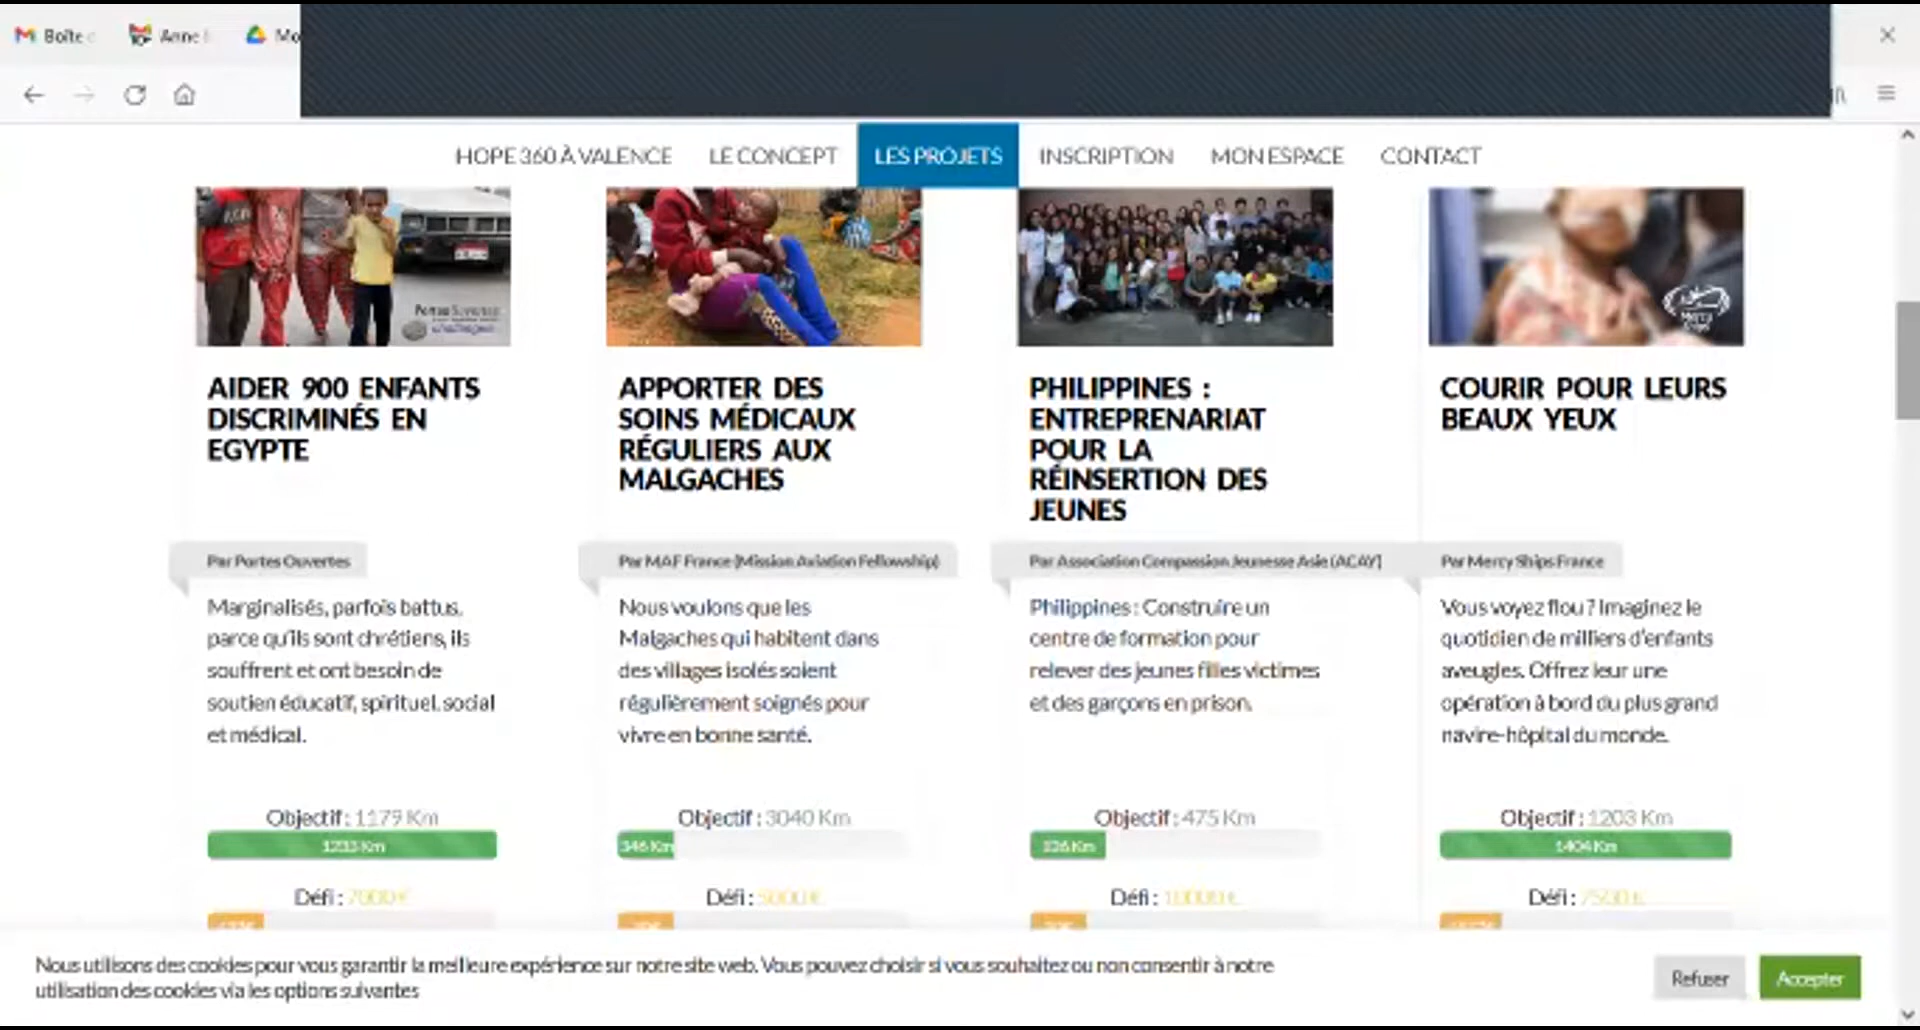 Boîte
Anne
Mo
HOPE 360 À VALENCE LE CONCEPT LES PROJETS INSCRIPTION MON ESPACE CONTACT
Mercy
Ships
AIDER 900 ENFANTS
DISCRIMINÉS EN
EGYPTE
Par Portes Ouvertes
Marginalisés, parfois battus,
parce qu'ils sont chrétiens, ils
souffrent et ont besoin de
soutien éducatif, spirituel, social
et médical.
Objectif : 1179 Km
1233 Km
Défi : 7000 €
APPORTER DES
SOINS MÉDICAUX
RÉGULIERS AUX
MALGACHES
Par MAF France (Mission Aviation Fellowship)
Nous voulons que les
Malgaches qui habitent dans
des villages isolés soient
régulièrement soignés pour
vivre en bonne santé.
Objectif : 3040 Km
346 Km
Défi : 5000 €
PHILIPPINES :
ENTREPRENARIAT
POUR LA
RÉINSERTION DES
JEUNES
Par Association Compassion Jeunesse Asie (ACAY)
Philippines : Construire un
centre de formation pour
relever des jeunes filles victimes
et des garçons en prison.
Objectif : 475 Km
Défi : 10000 €
COURIR POUR LEURS
BEAUX YEUX
Par Mercy Ships France
Vous voyez flou ? Imaginez le
quotidien de milliers d'enfants
aveugles. Offrez leur une
opération à bord du plus grand
navire-hôpital du monde.
Objectif : 1203 Km
1404 Km
Défi : 7500 €
Nous utilisons des cookies pour vous garantir la meilleure expérience sur notre site web. Vous pouvez choisir si vous souhaitez ou non consentir à notre
utilisation des cookies via les options suivantes
Refuser
Accepter